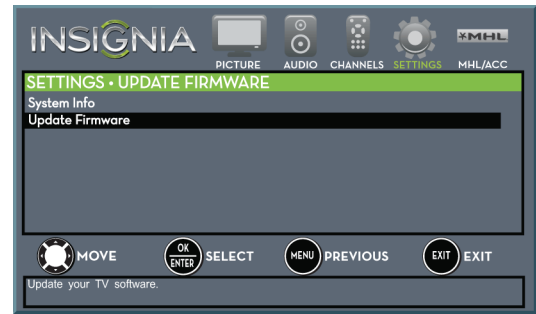 INSIGNIA
PICTURE AUDIO CHANNELS SETTINGS MHL MHL/ACC
SETTINGS • UPDATE FIRMWARE
System Info
Update Firmware
MOVE OK ENTER SELECT MENU PREVIOUS EXIT EXIT
Update your TV software.